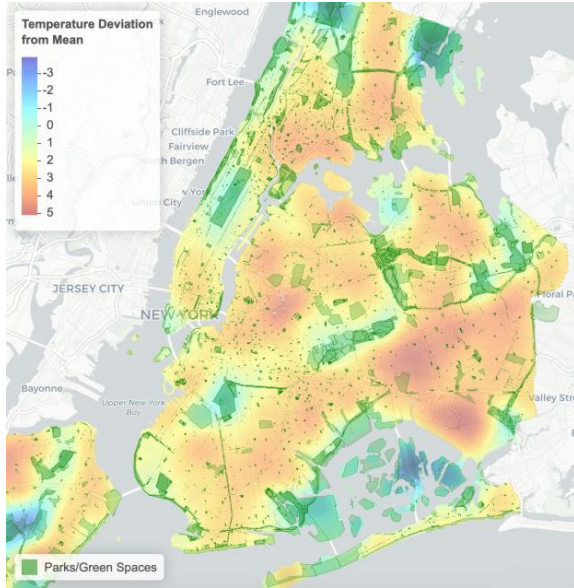 Temperature Deviation
from Mean
-3
-2
-1
0
1
2
3
4
5
Englewood
Fort Lee
Cliffside Park
Fairview
North Bergen
Union City
JERSEY CITY
NEW YORK
Floral Pa
Bayonne
Upper New York
Bay
Valley Stre
Parks/Green Spaces